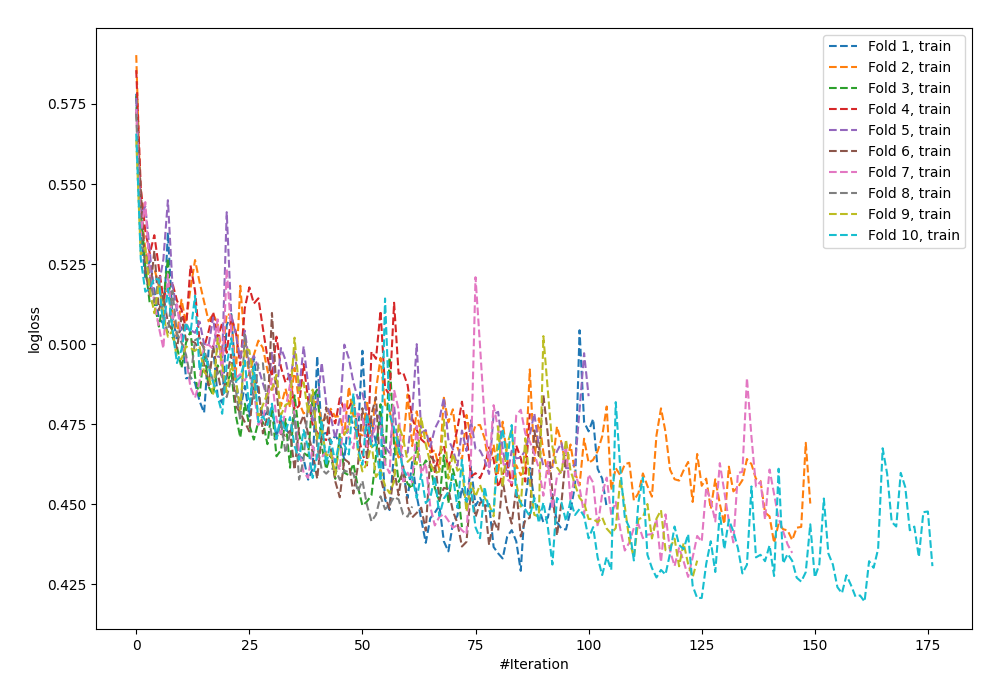 0.575
0.550
0.525
0.500
0.475
0.450
0.425
logloss
0
25
50
75
100
125
150
175
#Iteration
Fold 1, train
Fold 2, train
Fold 3, train
Fold 4, train
Fold 5, train
Fold 6, train
Fold 7, train
Fold 8, train
Fold 9, train
Fold 10, train